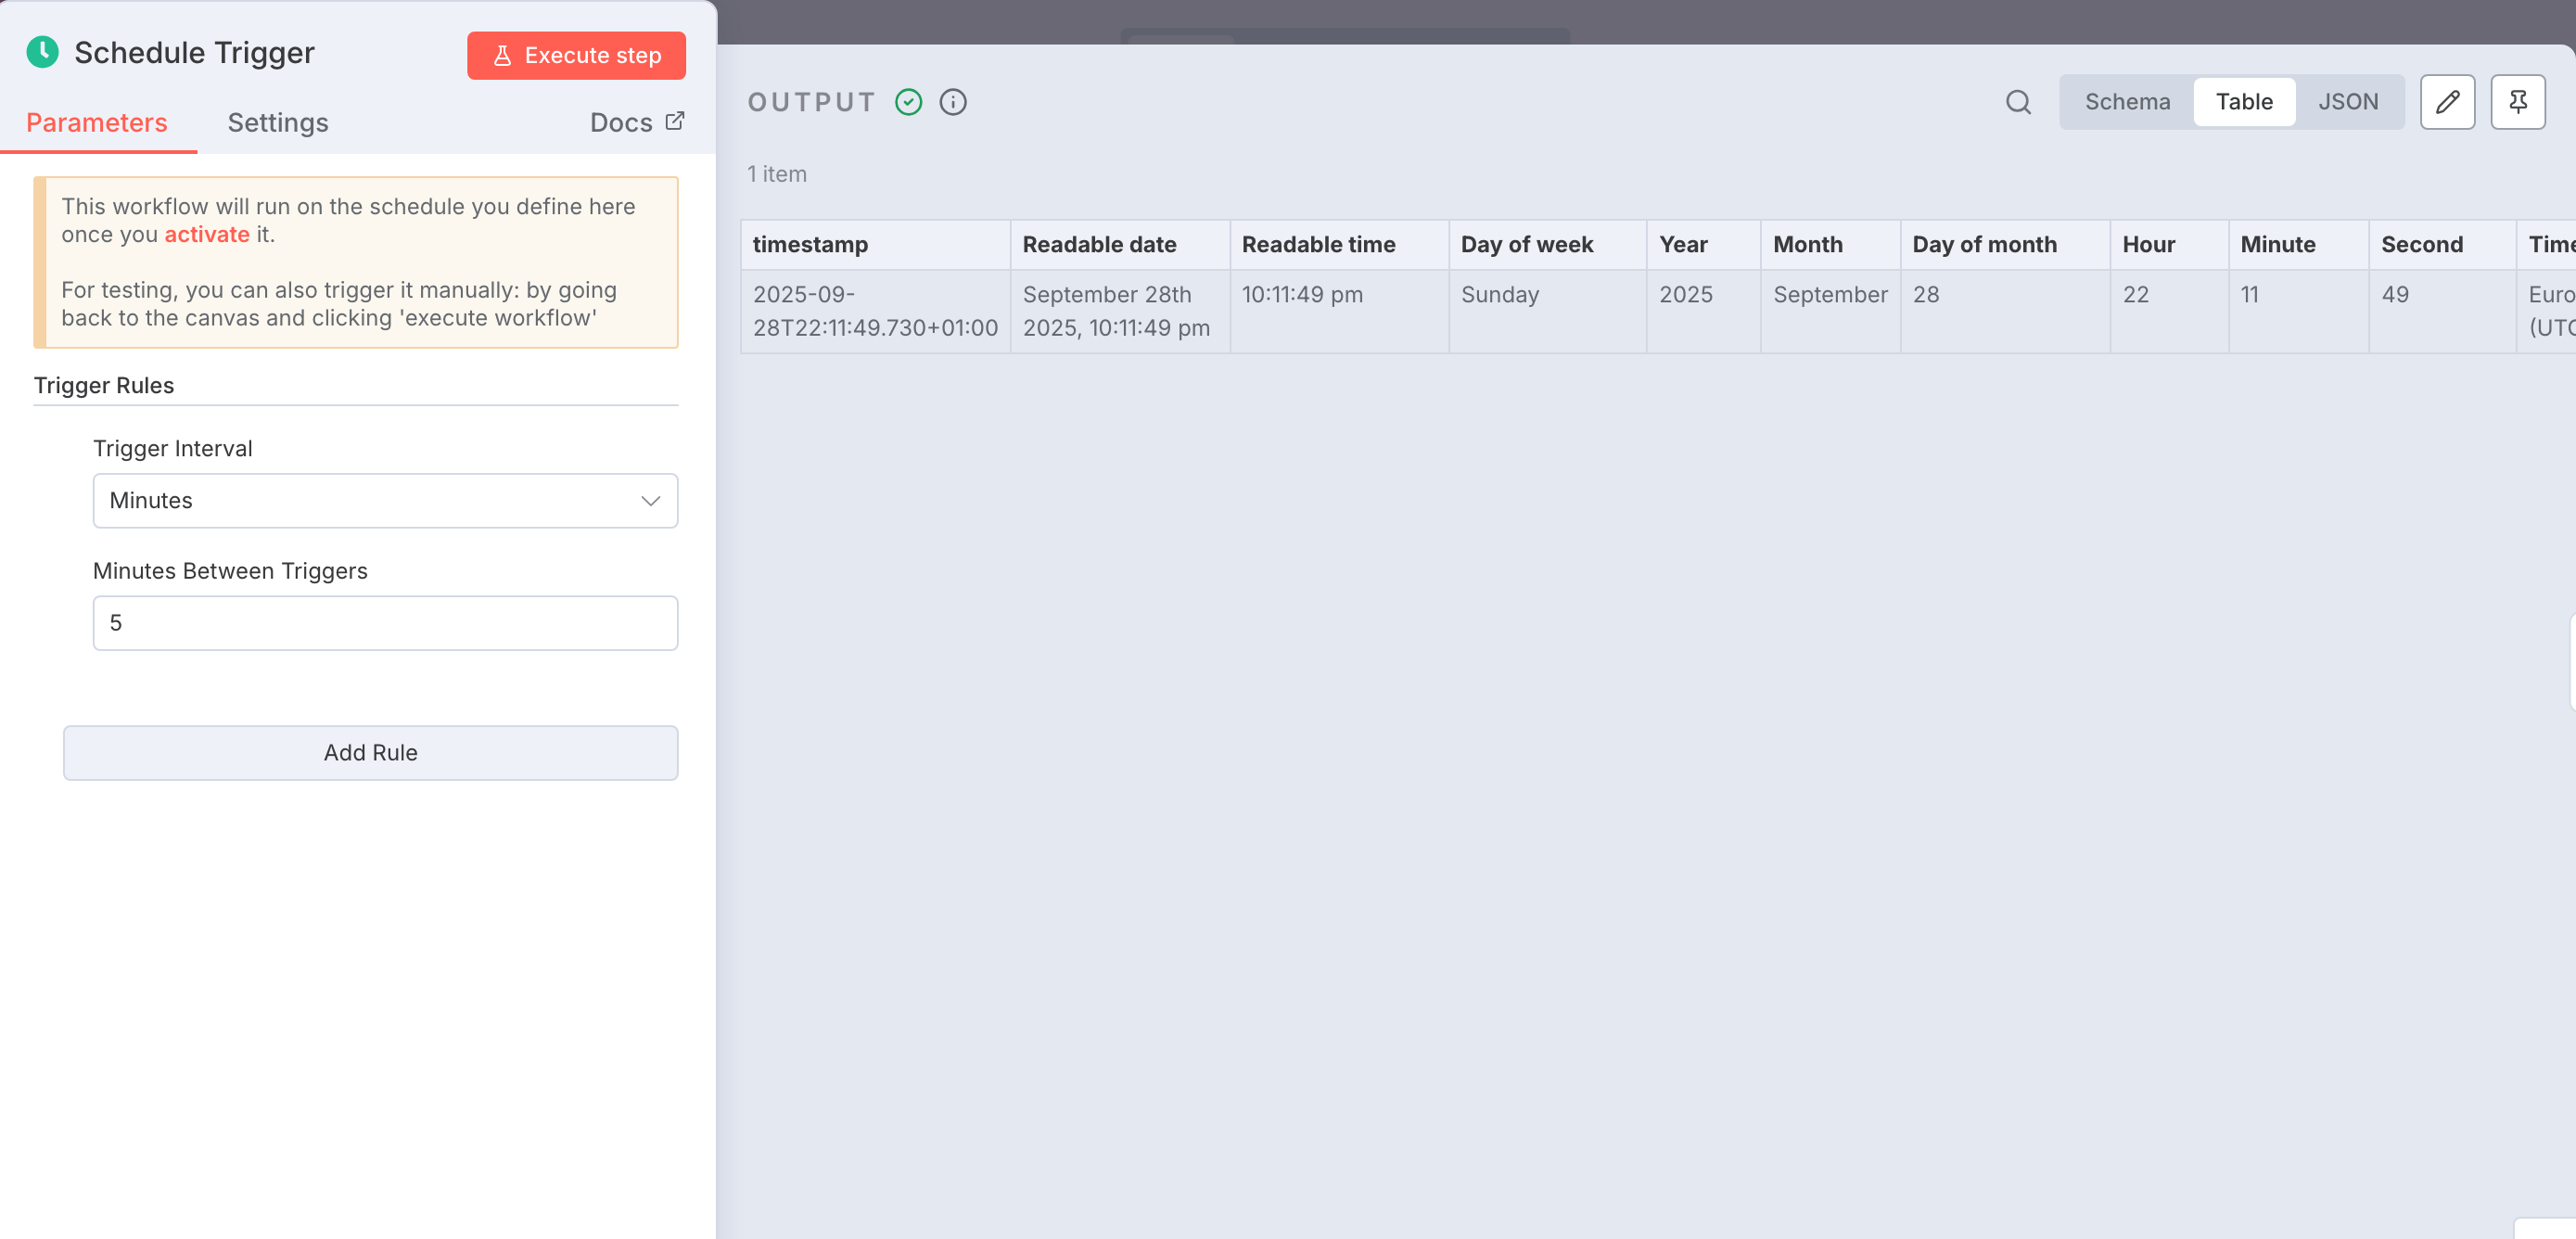 Schedule Trigger
Execute step
Parameters
Settings
Docs
This workflow will run on the schedule you define here
once you activate it.
For testing, you can also trigger it manually: by going
back to the canvas and clicking 'execute workflow'
Trigger Rules
Trigger Interval
Minutes
Minutes Between Triggers
5
Add Rule
OUTPUT
Schema
Table
JSON
1 item
timestamp Readable date Readable time Day of week Year Month Day of month Hour Minute Second Time
2025-09- September 28th 10:11:49 pm Sunday 2025 September 28 22 11 49 Euro
28T22:11:49.730+01:00 2025, 10:11:49 pm (UTC